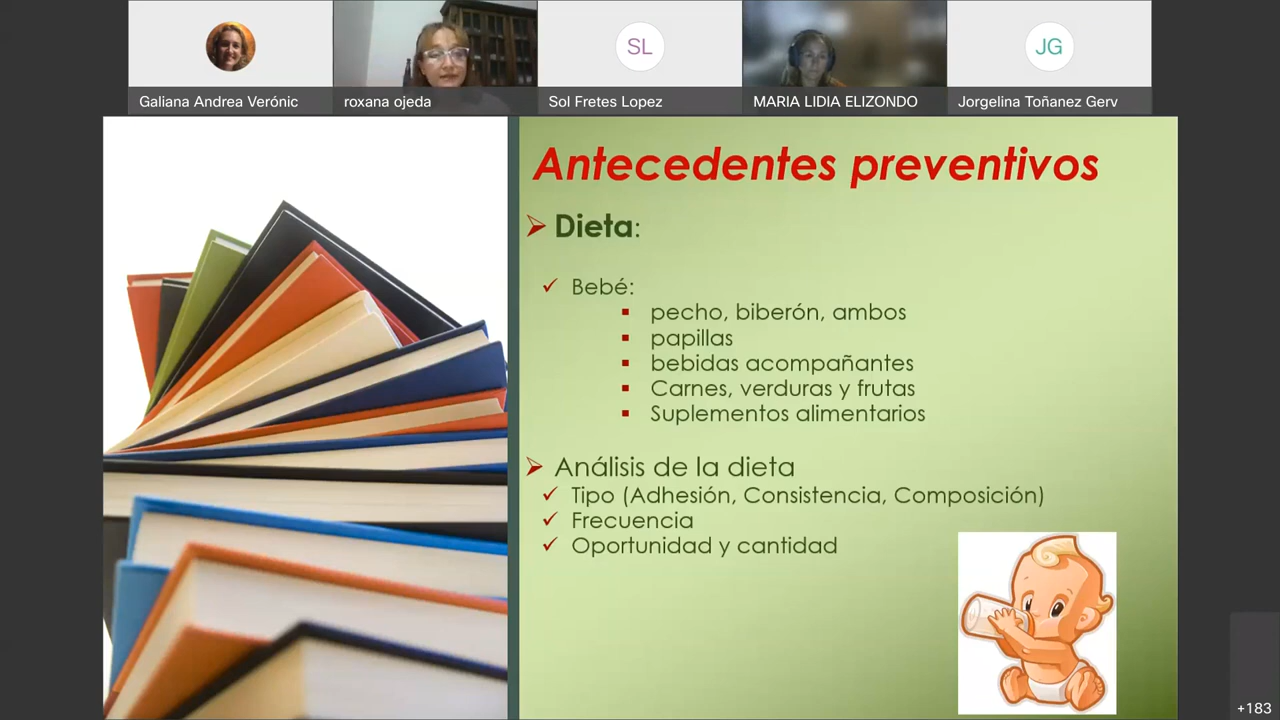 SL
JG
Galiana Andrea Verónic
roxana ojeda
Sol Fretes Lopez
MARIA LIDIA ELIZONDO
Jorgelina Toñanez Gerv
Antecedentes preventivos
Dieta:
Bebé:
pecho, biberón, ambos
papillas
bebidas acompañantes
Carnes, verduras y frutas
Suplementos alimentarios
Análisis de la dieta
Tipo (Adhesión, Consistencia, Composición)
Frecuencia
Oportunidad y cantidad
+183